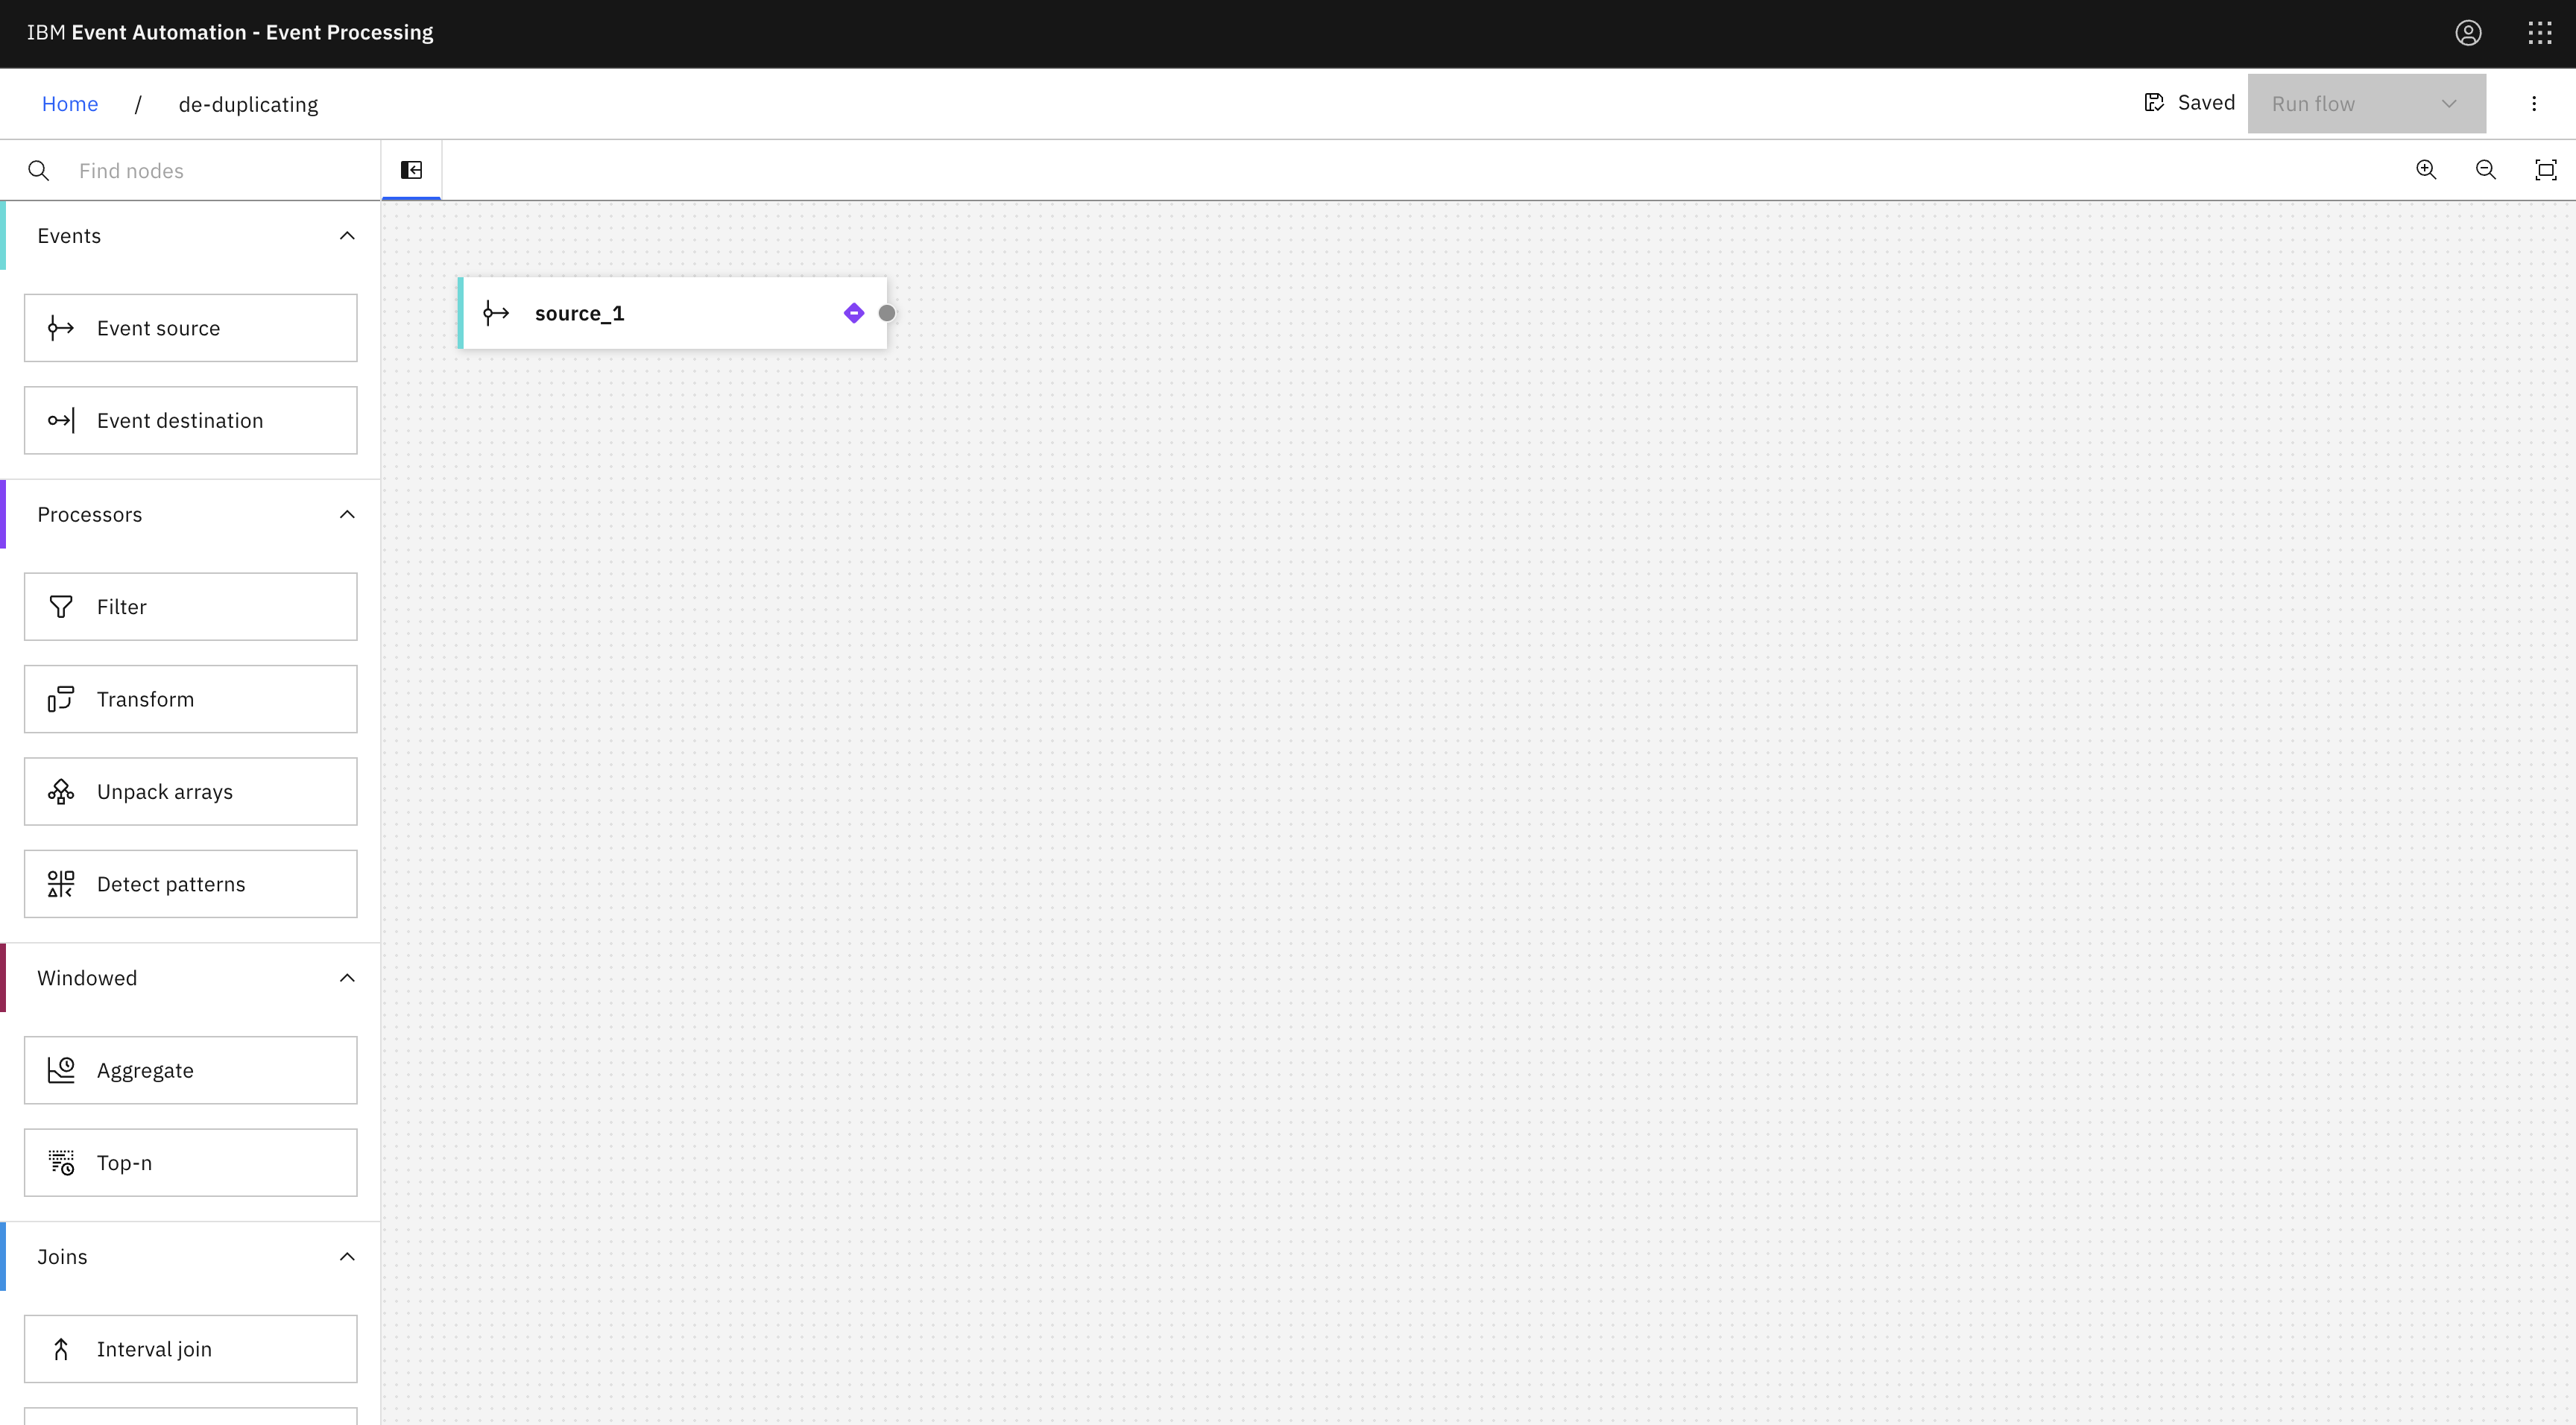 IBM Event Automation - Event Processing
Home / de-duplicating
Saved
Run flow
Find nodes
Events
source_1
Event source
Event destination
Processors
Filter
Transform
Unpack arrays
Detect patterns
Windowed
Aggregate
Top-n
Joins
Interval join